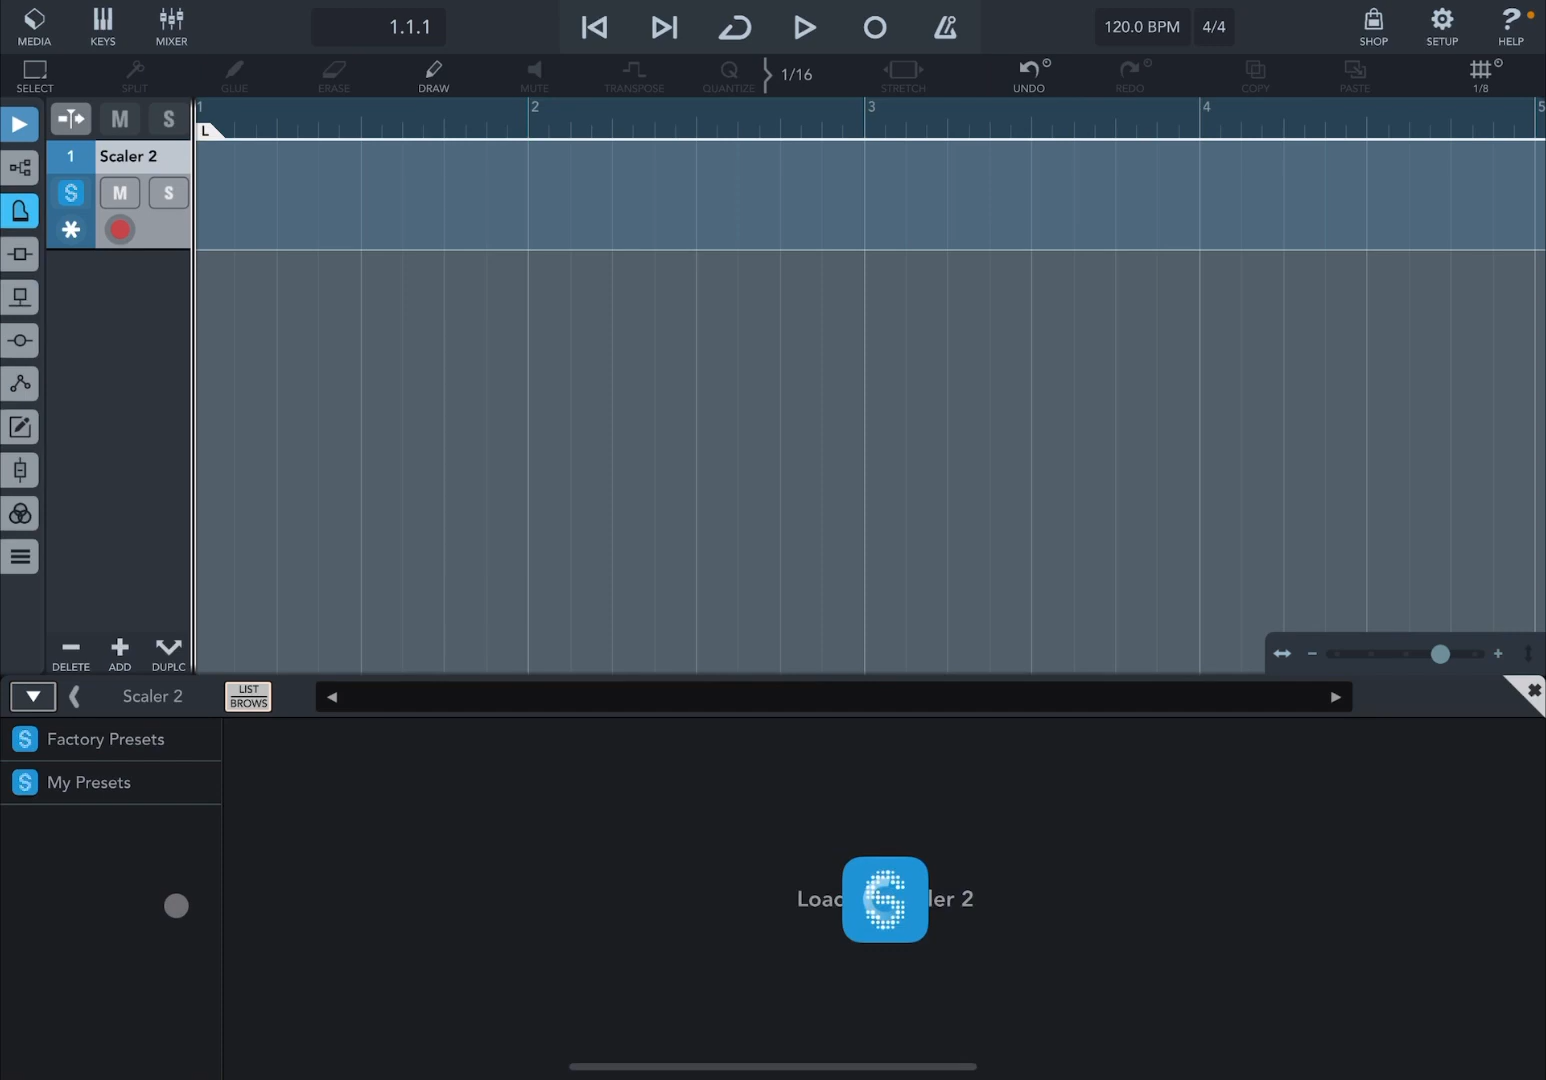 MEDIA
KEYS
MIXER
1.1.1
120.0 BPM
4/4
SHOP
SETUP
HELP
SELECT
SPLIT
GLUE
ERASE
DRAW
MUTE
TRANSPOSE
QUANTIZE
1/16
STRETCH
UNDO
REDO
COPY
PASTE
1/8
M
S
1
2
3
4
5
L
1
Scaler 2
M
S
DELETE
ADD
DUPLC
Scaler 2
LIST
BROWS
Factory Presets
My Presets
Loac ler 2